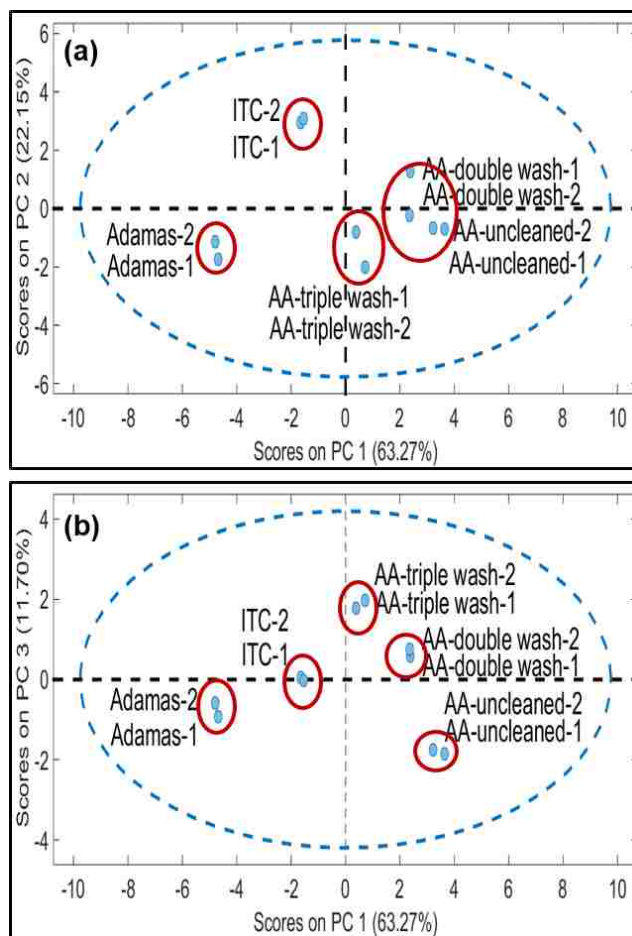 (a)
6
4
2
0
-2
-4
-6
Scores on PC 2 (22.15%)
ITC-2
ITC-1
AA-double wash-1
AA-double wash-2
Adamas-2
Adamas-1
AA-uncleaned-2
AA-uncleaned-1
AA-triple wash-1
AA-triple wash-2
-10 -8 -6 -4 -2 0 2 4 6 8 10
Scores on PC 1 (63.27%)
(b)
4
2
0
-2
-4
Scores on PC 3 (11.70%)
AA-triple wash-2
AA-triple wash-1
ITC-2
ITC-1
AA-double wash-2
AA-double wash-1
Adamas-2
Adamas-1
AA-uncleaned-2
AA-uncleaned-1
-10 -8 -6 -4 -2 0 2 4 6 8 10
Scores on PC 1 (63.27%)